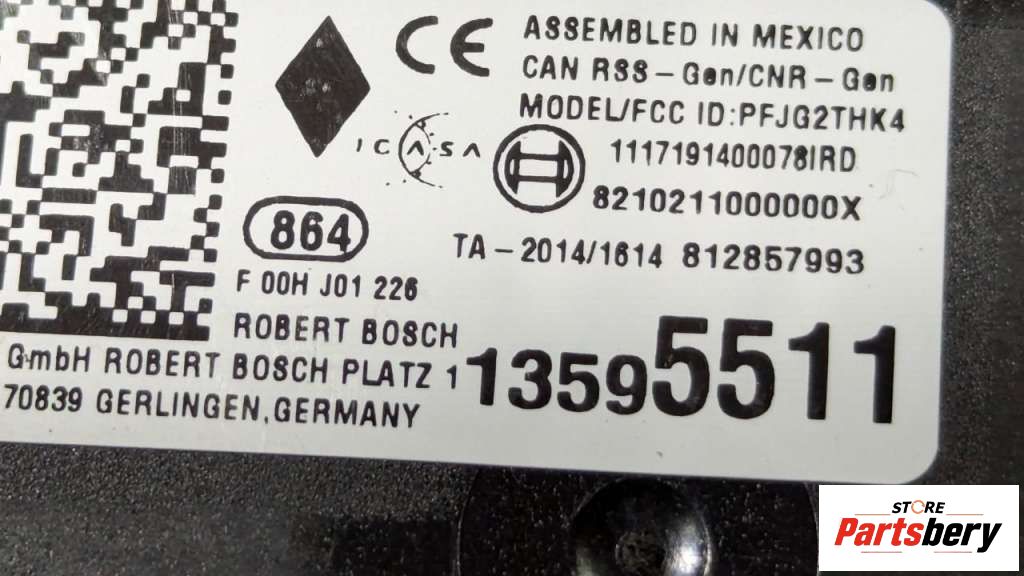 CE
ASSEMBLED IN MEXICO
CAN RSS-Gen/CNR-Gen
MODEL/FCC ID:PFJG2THK4
ICASA
1117191400078IRD
8210211000000X
864
TA-2014/1614 812857993
F 00H J01 226
ROBERT BOSCH
GmbH ROBERT BOSCH PLATZ 1
70839 GERLINGEN,GERMANY
13595511
STORE
Partsbery